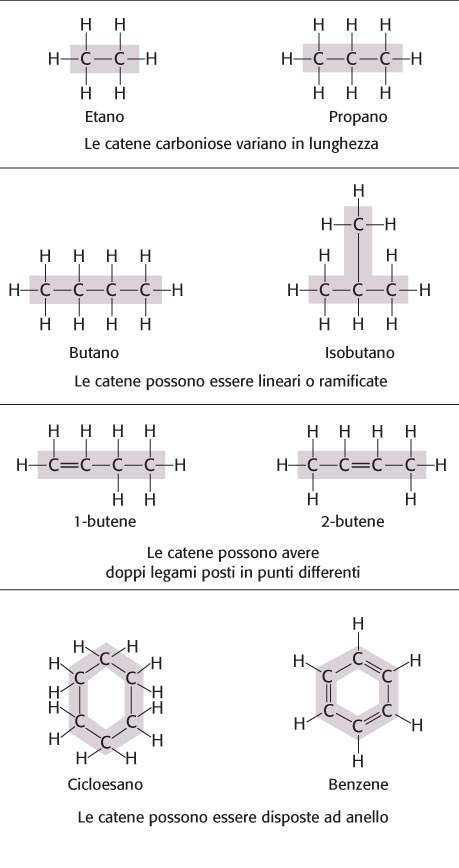 H H H H H
H—C—C—H H—C—C—C—H
H H H H H
Etano Propano
Le catene carboniose variano in lunghezza
H
H—C—H
H H H H H H
H—C—C—C—C—H H—C—C—C—H
H H H H H H H
Butano Isobutano
Le catene possono essere lineari o ramificate
H H H H H H H H
H—C=C—C—C—H H—C—C=C—C—H
H H H H
1-butene 2-butene
Le catene possono avere
doppi legami posti in punti differenti
H
H H
C C
H H H H
C C C C
H H
H H C C
C C H C H
H C H
H H H
Cicloesano Benzene
Le catene possono essere disposte ad anello